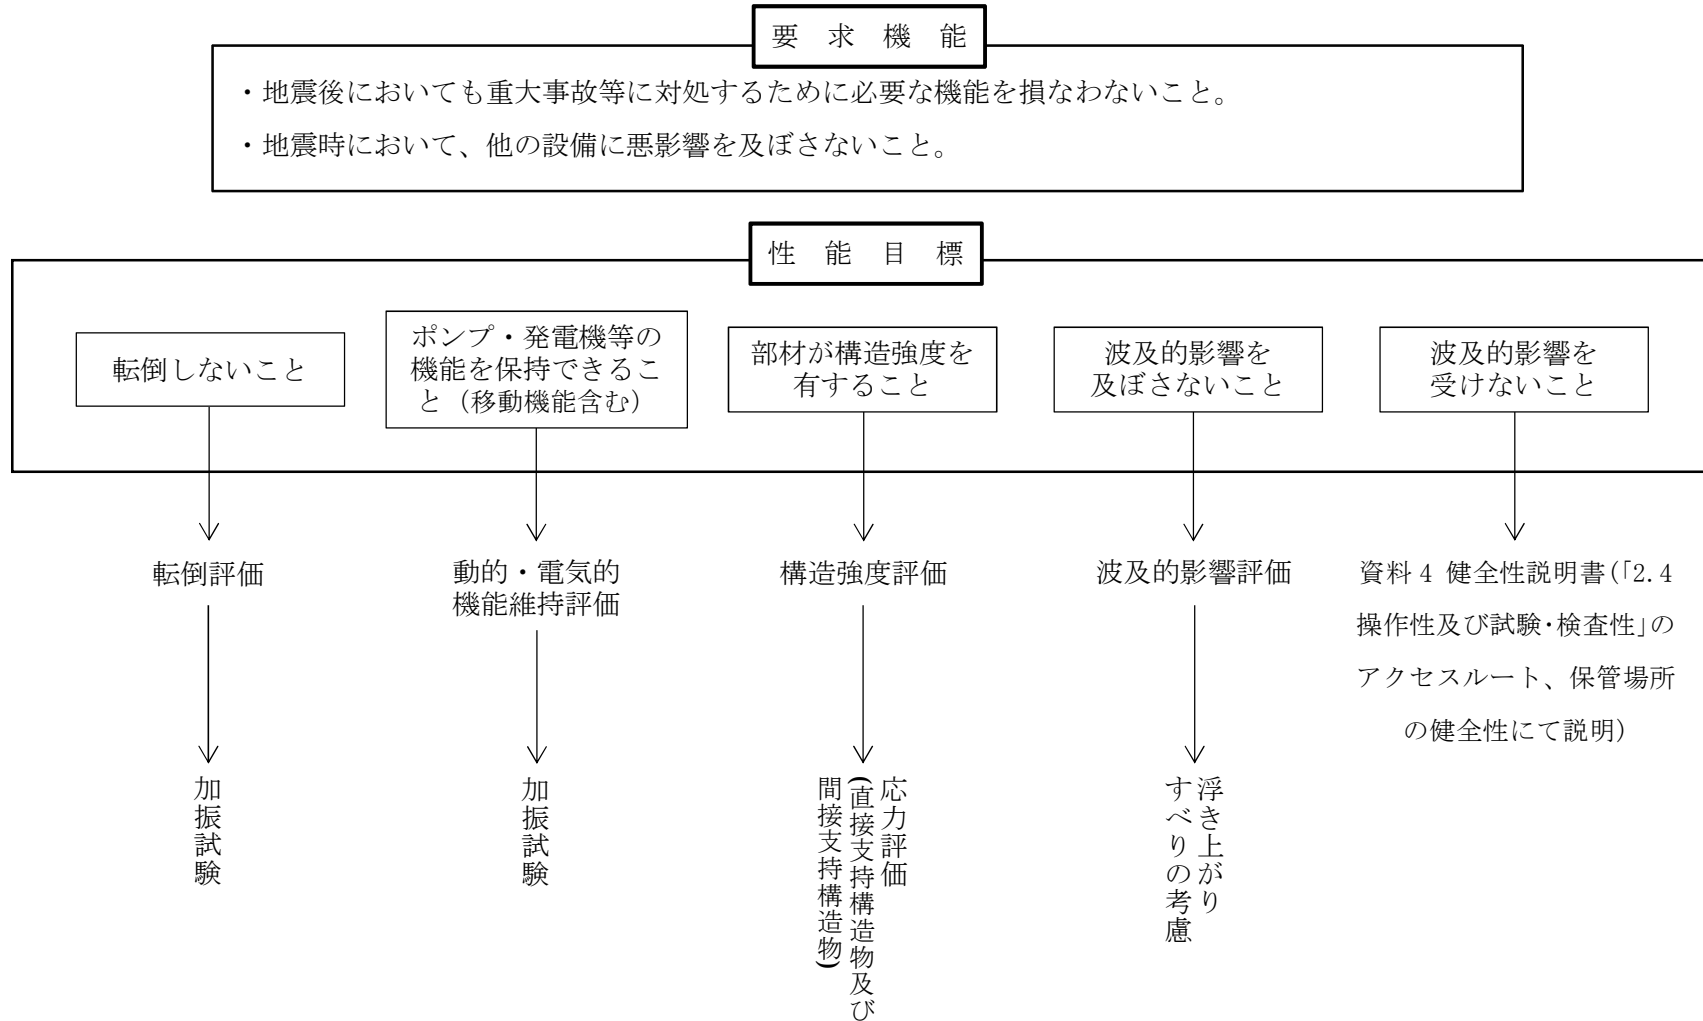 要求機能
・地震後においても重大事故等に対処するために必要な機能を損なわないこと。
・地震時において、他の設備に悪影響を及ぼさないこと。
性能目標
転倒しないこと
ポンプ・発電機等の
機能を保持できるこ
と（移動機能含む）
部材が構造強度を
有すること
波及的影響を
及ぼさないこと
波及的影響を
受けないこと
転倒評価
動的・電気的
機能維持評価
構造強度評価
波及的影響評価
資料4 健全性説明書(「2.4
操作性及び試験・検査性」の
アクセスルート、保管場所
の健全性にて説明)
加振試験
加振試験
応力評価
(直接支持構造物及び
間接支持構造物)
浮き上がり
すべりの考慮